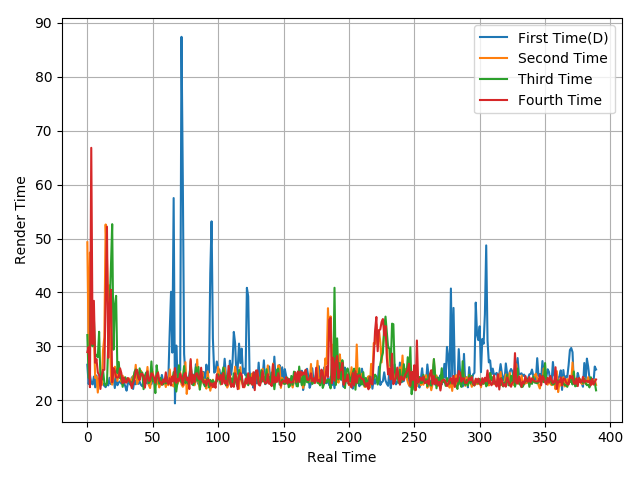 90
80
70
60
50
40
30
20
0
50
100
150
200
250
300
350
400
Render Time
Real Time
First Time(D)
Second Time
Third Time
Fourth Time